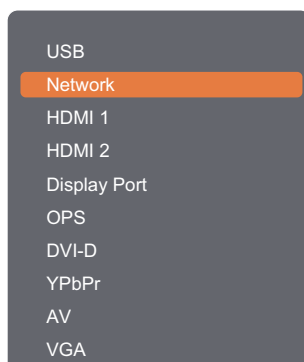 USB
Network
HDMI 1
HDMI 2
Display Port
OPS
DVI-D
YPbPr
AV
VGA